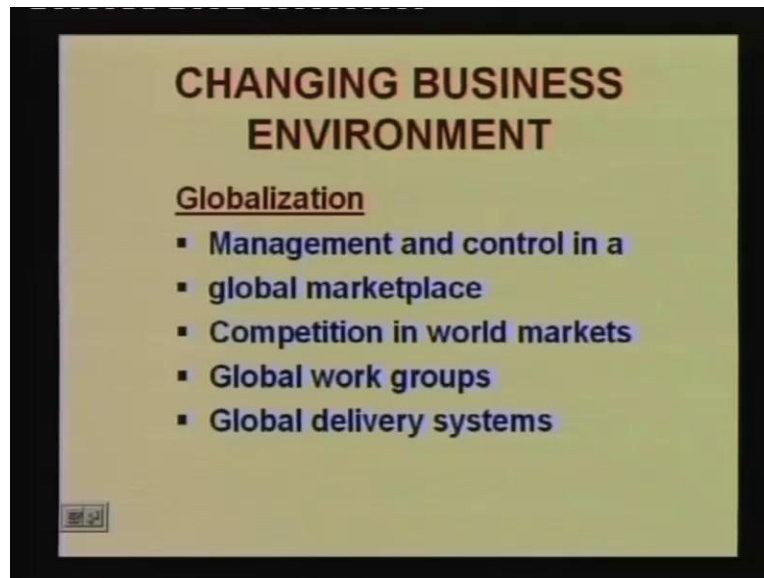 CHANGING BUSINESS
ENVIRONMENT
Globalization
▪ Management and control in a
▪ global marketplace
▪ Competition in world markets
▪ Global work groups
▪ Global delivery systems